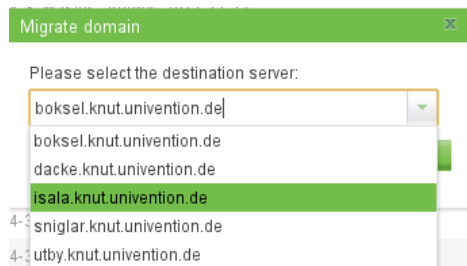 Migrate domain
Please select the destination server:
boksel.knut.univention.de
boksel.knut.univention.de
dacke.knut.univention.de
isala.knut.univention.de
sniglar.knut.univention.de
utby.knut.univention.de